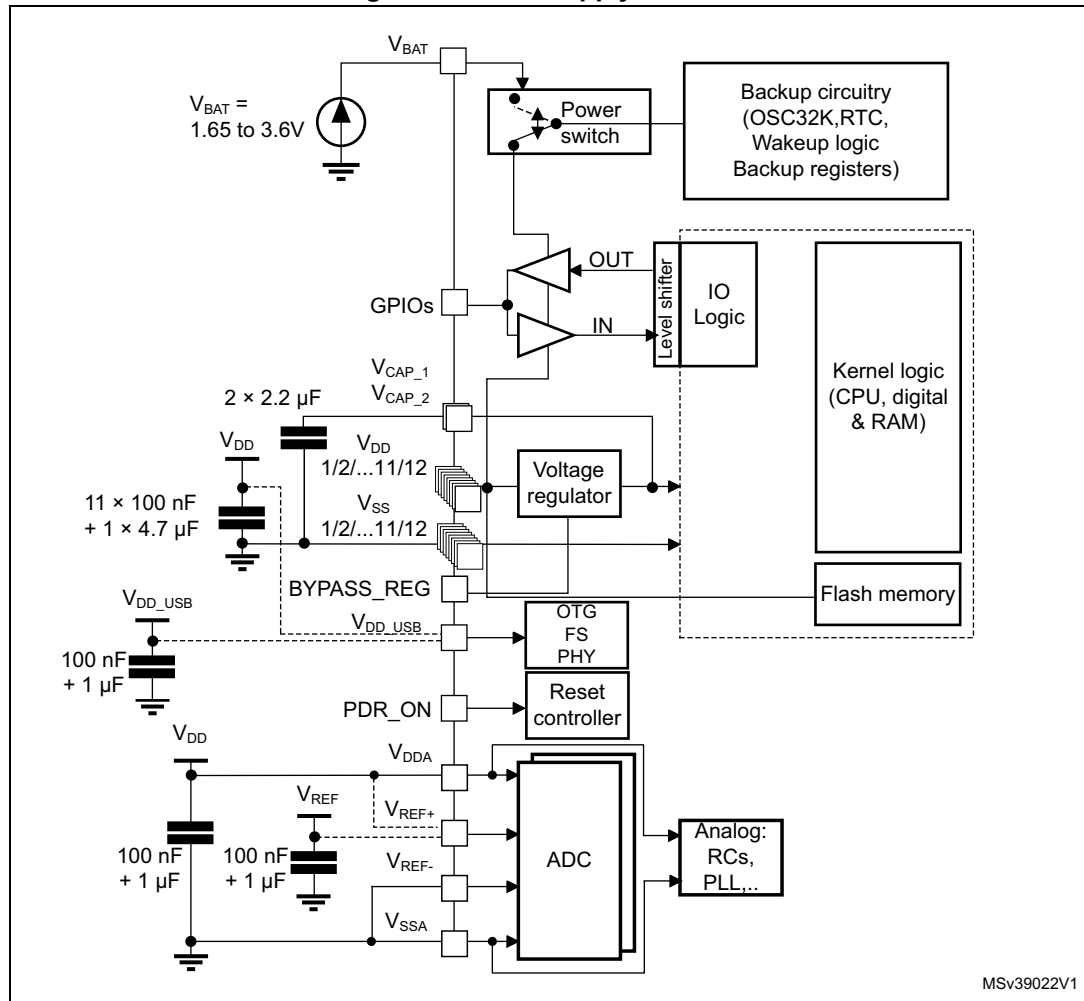 VBAT
VBAT =
1.65 to 3.6V
Power
switch
Backup circuitry
(OSC32K,RTC,
Wakeup logic
Backup registers)
OUT
GPIOs
IN
Level shifter
IO
Logic
Kernel logic
(CPU, digital
& RAM)
VCAP_1
VCAP_2
2 × 2.2 µF
VDD
VDD
1/2/...11/12
Voltage
regulator
11 × 100 nF
+ 1 × 4.7 µF
VSS
1/2/...11/12
BYPASS_REG
Flash memory
VDD_USB
VDD_USB
OTG
FS
PHY
100 nF
+ 1 µF
PDR_ON
Reset
controller
VDD
VDDA
VREF
VREF+
100 nF
+ 1 µF
100 nF
+ 1 µF
VREF-
ADC
Analog:
RCs,
PLL,..
VSSA
MSv39022V1